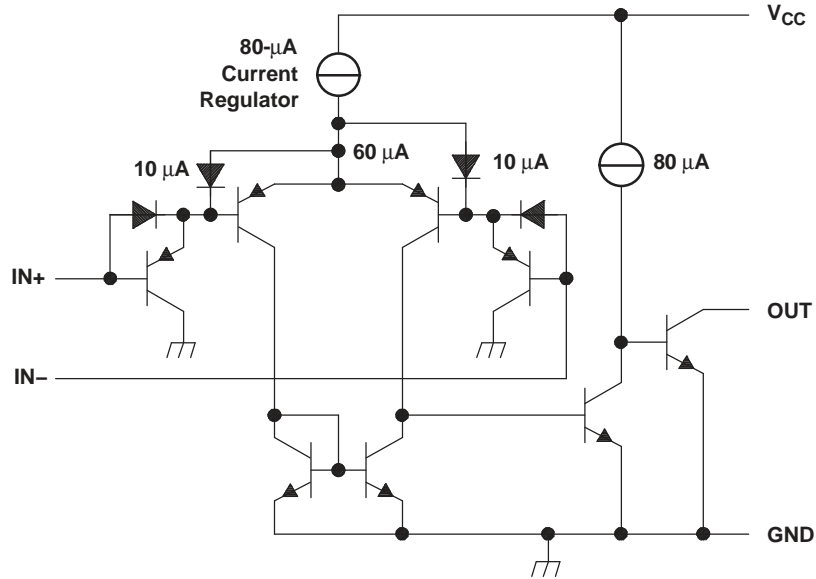 V_CC
80-μA
Current
Regulator
10 μA
60 μA
10 μA
80 μA
IN+
OUT
IN−
GND